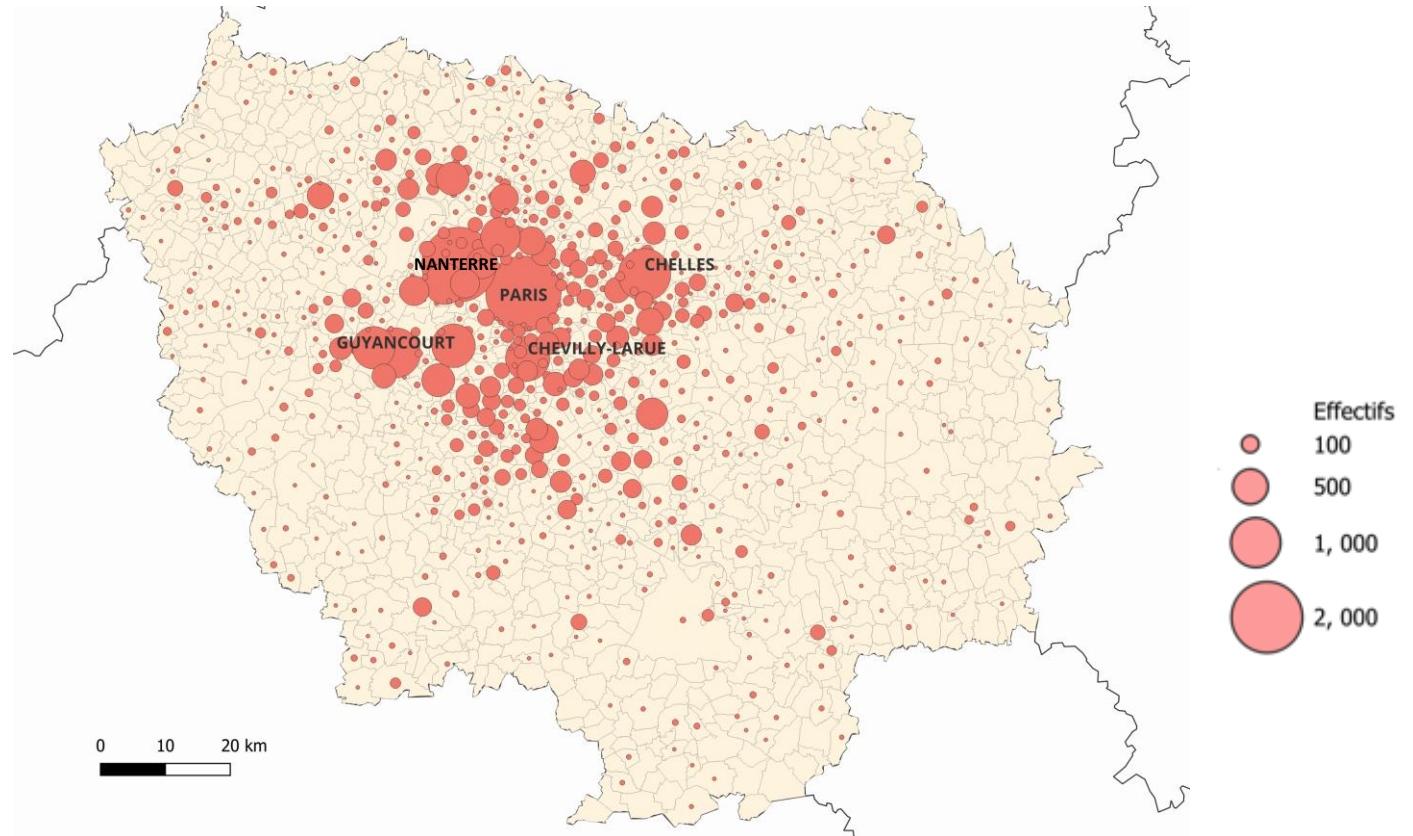 NANTERRE
CHELLES
PARIS
GUYANCOURT
CHEVILLY-LARUE
Effectifs
100
500
1, 000
2, 000
0 10 20 km